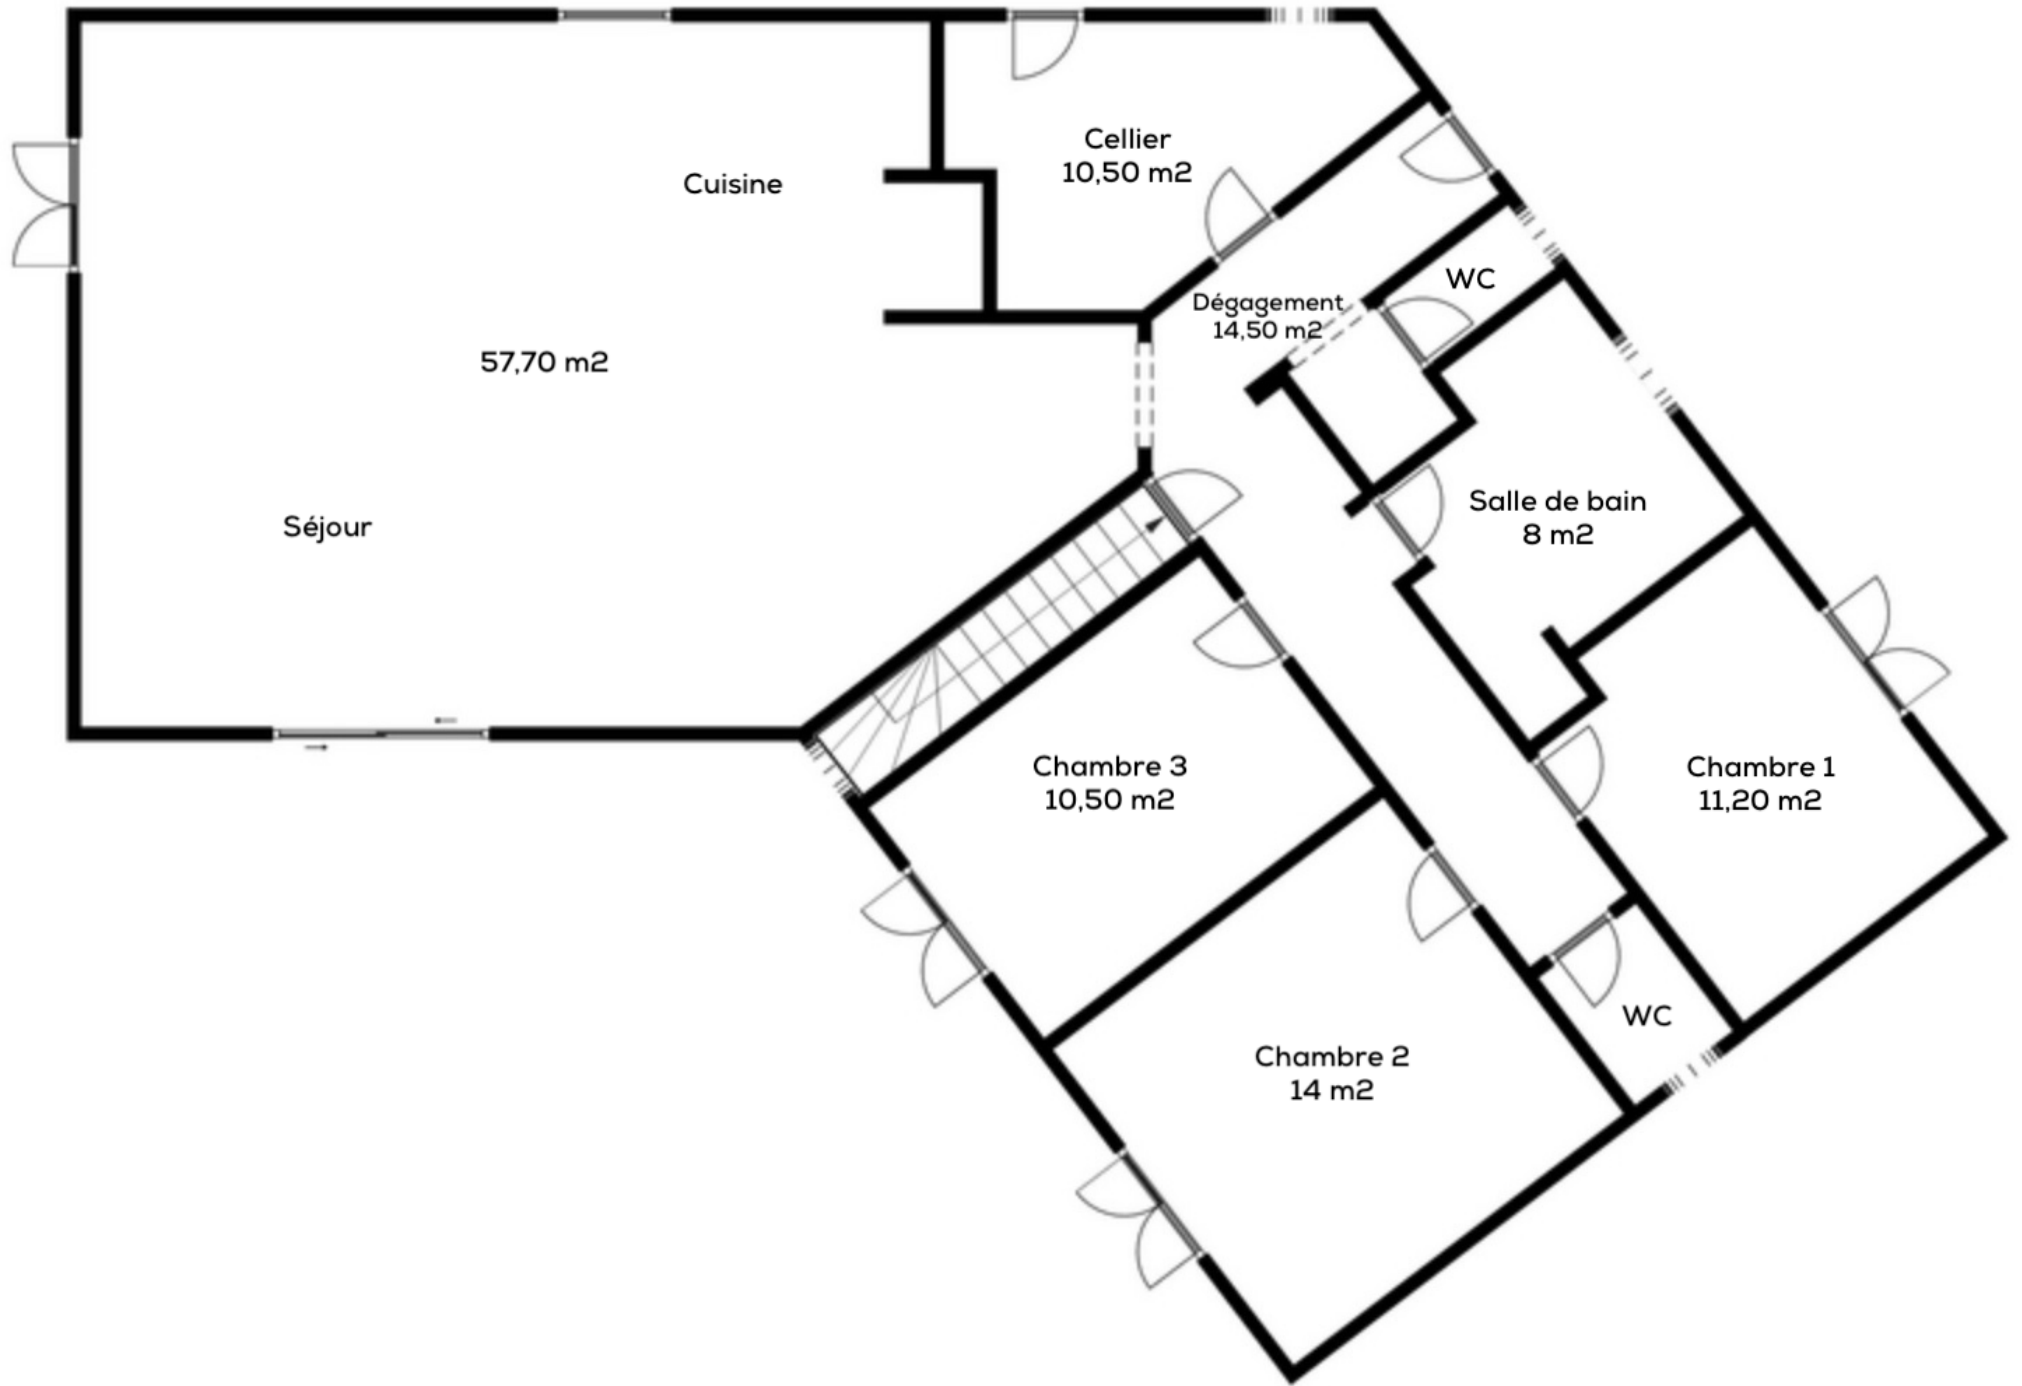 Cellier
10,50 m2
Cuisine
WC
Dégagement
14,50 m2
57,70 m2
Séjour
Salle de bain
8 m2
Chambre 3
10,50 m2
Chambre 1
11,20 m2
WC
Chambre 2
14 m2